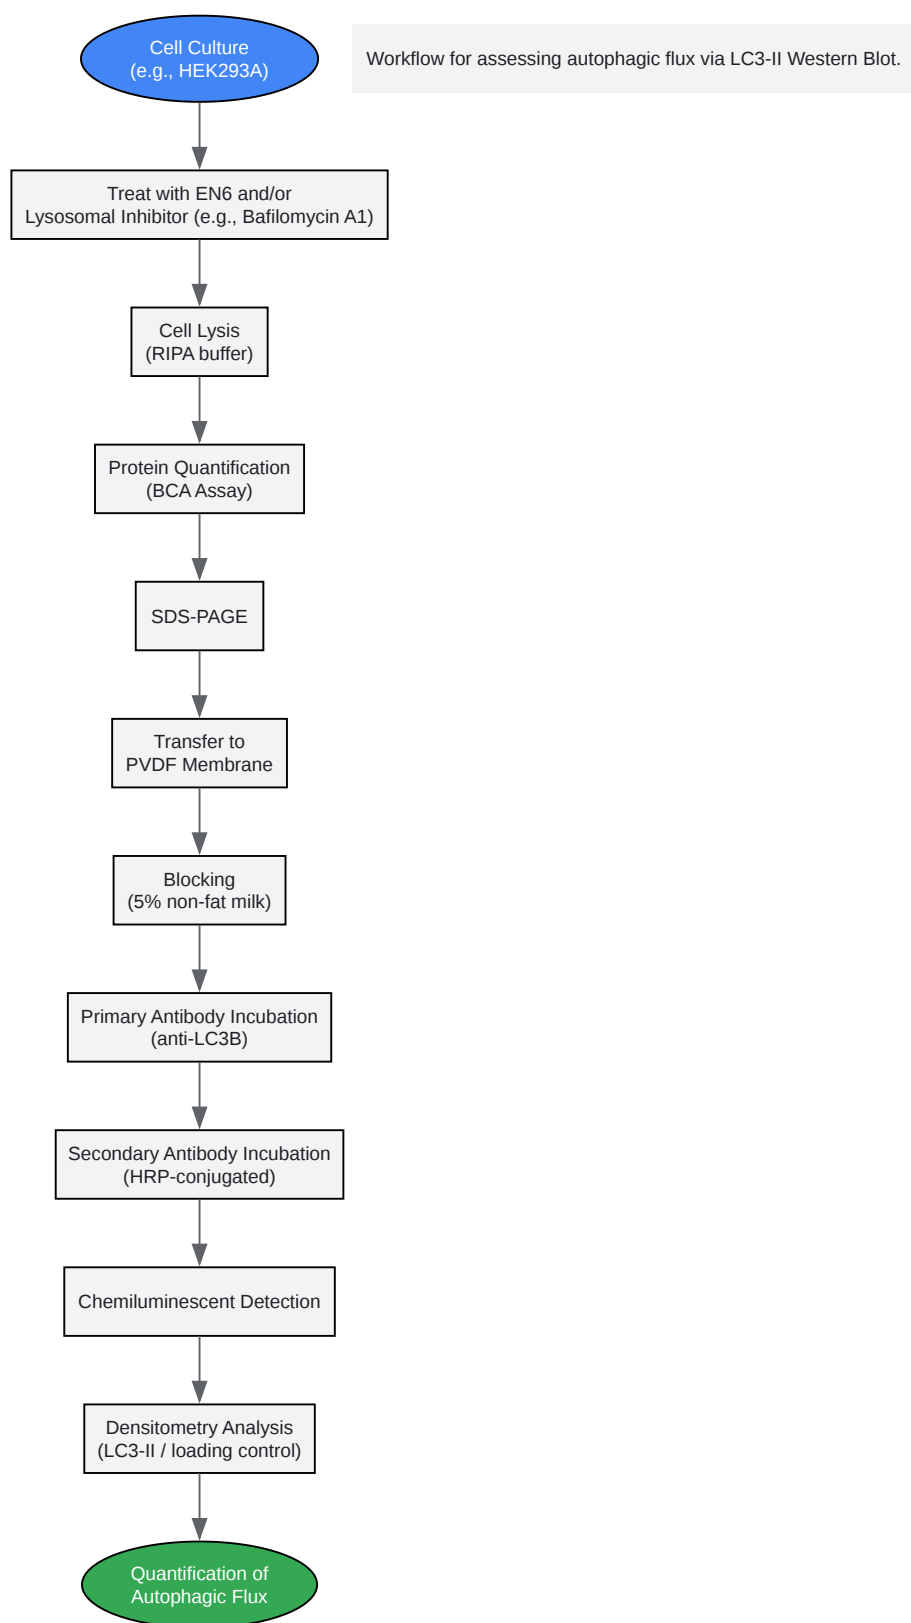 Cell Culture
(e.g., HEK293A)
Workflow for assessing autophagic flux via LC3-II Western Blot.
Treat with EN6 and/or
Lysosomal Inhibitor (e.g., Bafilomycin A1)
Cell Lysis
(RIPA buffer)
Protein Quantification
(BCA Assay)
SDS-PAGE
Transfer to
PVDF Membrane
Blocking
(5% non-fat milk)
Primary Antibody Incubation
(anti-LC3B)
Secondary Antibody Incubation
(HRP-conjugated)
Chemiluminescent Detection
Densitometry Analysis
(LC3-II / loading control)
Quantification of
Autophagic Flux